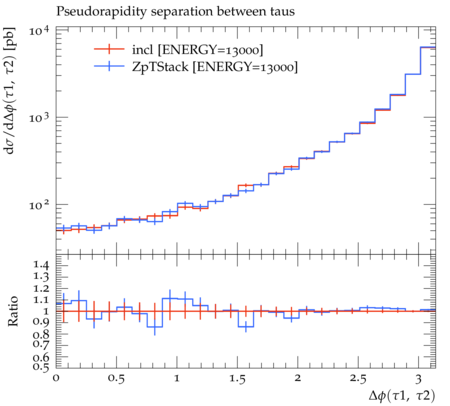 Pseudorapidity separation between taus
dσ/dΔϕ(τ1, τ2) [pb]
10⁴
10³
10²
incl [ENERGY=13000]
ZpTStack [ENERGY=13000]
Ratio
1.4
1.3
1.2
1.1
1
0.9
0.8
0.7
0.6
0.5
0 0.5 1 1.5 2 2.5 3
Δϕ(τ1, τ2)